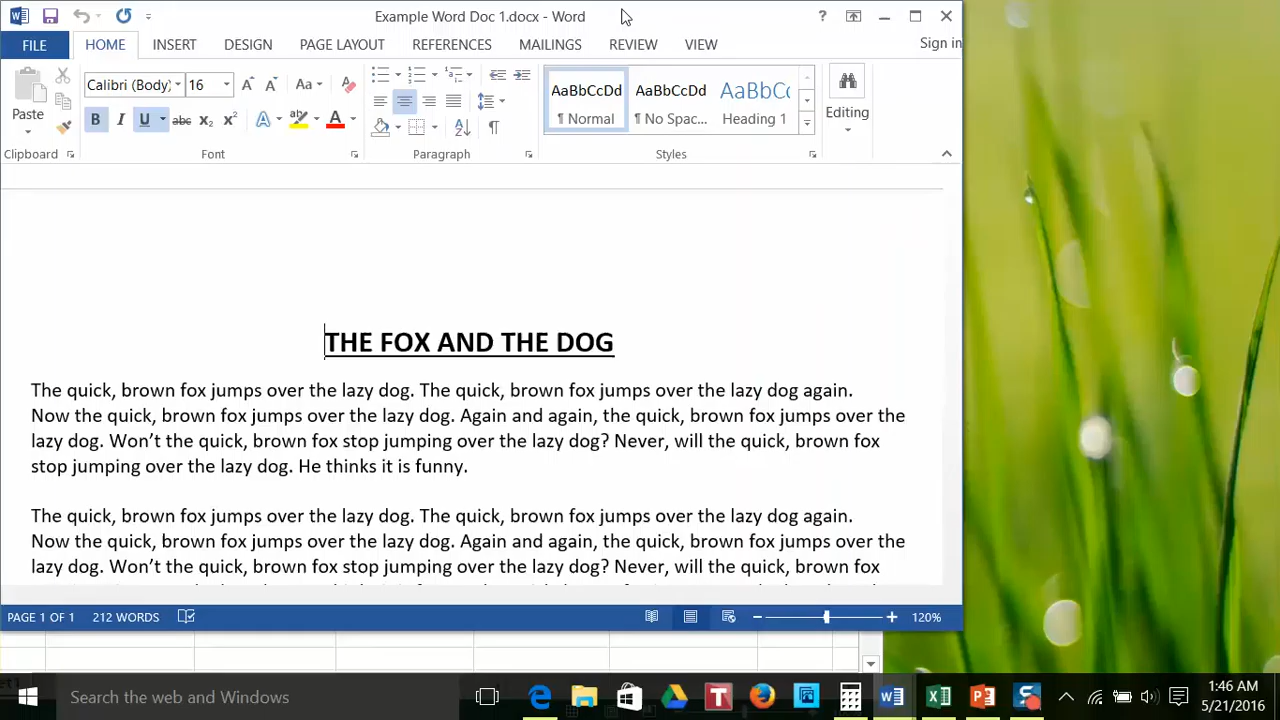 Example Word Doc 1.docx - Word
FILE HOME INSERT DESIGN PAGE LAYOUT REFERENCES MAILINGS REVIEW VIEW Sign in
Calibri (Body) 16 Aa
AaBbCcDd AaBbCcDd AaBbCc
Paste
B I U abc x₂ x² A A
¶ Normal ¶ No Spac... Heading 1 Editing
Clipboard Font Paragraph Styles
THE FOX AND THE DOG
The quick, brown fox jumps over the lazy dog. The quick, brown fox jumps over the lazy dog again.
Now the quick, brown fox jumps over the lazy dog. Again and again, the quick, brown fox jumps over the
lazy dog. Won’t the quick, brown fox stop jumping over the lazy dog? Never, will the quick, brown fox
stop jumping over the lazy dog. He thinks it is funny.
The quick, brown fox jumps over the lazy dog. The quick, brown fox jumps over the lazy dog again.
Now the quick, brown fox jumps over the lazy dog. Again and again, the quick, brown fox jumps over the
lazy dog. Won’t the quick, brown fox stop jumping over the lazy dog? Never, will the quick, brown fox
PAGE 1 OF 1 212 WORDS 120%
Search the web and Windows
1:46 AM
5/21/2016